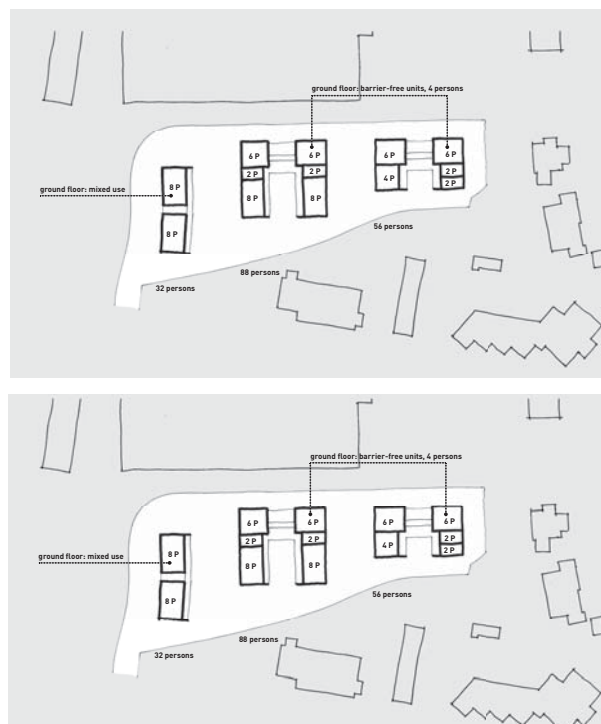 ground floor: barrier-free units, 4 persons
6 P
6 P
6 P
6 P
8 P
2 P
2 P
4 P
2 P
2 P
ground floor: mixed use
8 P
8 P
8 P
56 persons
88 persons
32 persons
ground floor: barrier-free units, 4 persons
6 P
6 P
6 P
6 P
8 P
2 P
2 P
4 P
2 P
2 P
ground floor: mixed use
8 P
8 P
8 P
56 persons
88 persons
32 persons